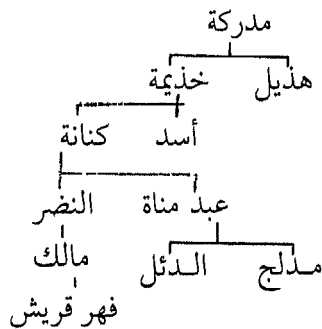 مدركة
هذيل خذيمة
أسد كنانة
عبد مناة النضر
مدلج الدئل مالك
فهر قريش